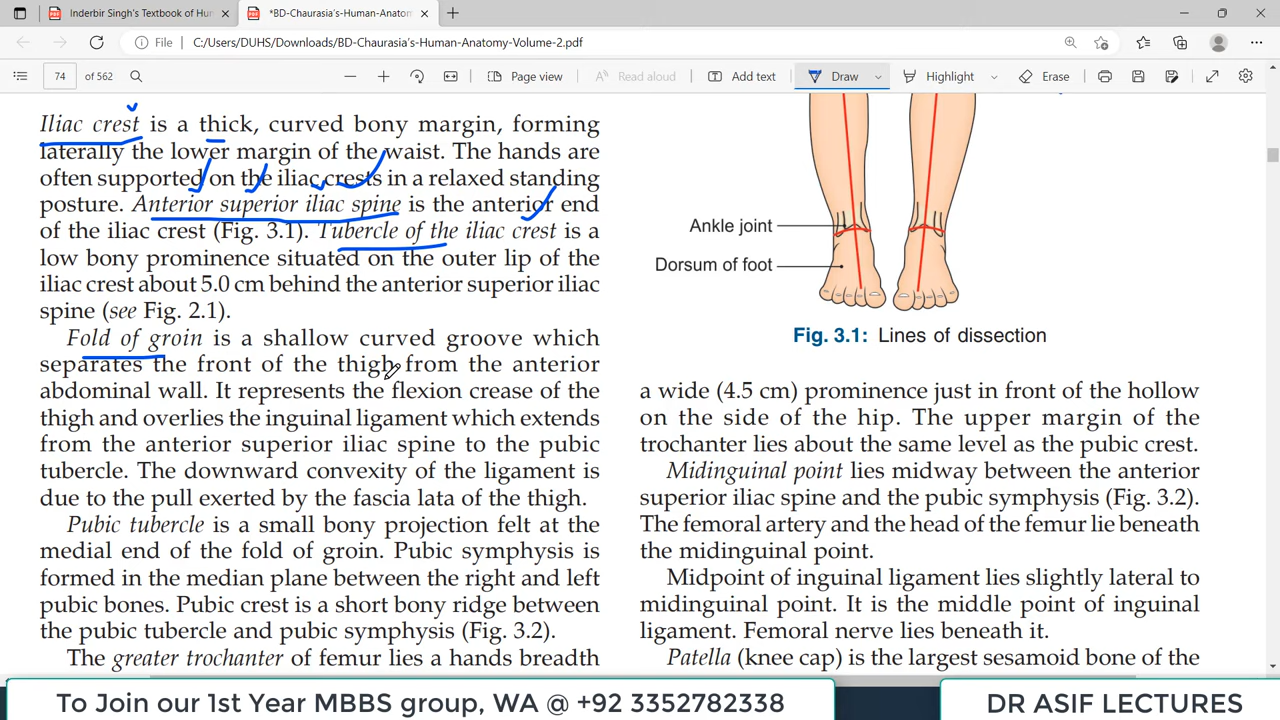 Inderbir Singh's Textbook of Hum
*BD-Chaurasia's-Human-Anatom
File C:/Users/DUHS/Downloads/BD-Chaurasia's-Human-Anatomy-Volume-2.pdf
74 of 562 Page view Read aloud Add text Draw Highlight Erase
Iliac crest is a thick, curved bony margin, forming
laterally the lower margin of the waist. The hands are
often supported on the iliac crests in a relaxed standing
posture. Anterior superior iliac spine is the anterior end
of the iliac crest (Fig. 3.1). Tubercle of the iliac crest is a
low bony prominence situated on the outer lip of the
iliac crest about 5.0 cm behind the anterior superior iliac
spine (see Fig. 2.1).
Fold of groin is a shallow curved groove which
separates the front of the thigh from the anterior
abdominal wall. It represents the flexion crease of the
thigh and overlies the inguinal ligament which extends
from the anterior superior iliac spine to the pubic
tubercle. The downward convexity of the ligament is
due to the pull exerted by the fascia lata of the thigh.
Pubic tubercle is a small bony projection felt at the
medial end of the fold of groin. Pubic symphysis is
formed in the median plane between the right and left
pubic bones. Pubic crest is a short bony ridge between
the pubic tubercle and pubic symphysis (Fig. 3.2).
The greater trochanter of femur lies a hands breadth
Ankle joint
Dorsum of foot
Fig. 3.1: Lines of dissection
a wide (4.5 cm) prominence just in front of the hollow
on the side of the hip. The upper margin of the
trochanter lies about the same level as the pubic crest.
Midinguinal point lies midway between the anterior
superior iliac spine and the pubic symphysis (Fig. 3.2).
The femoral artery and the head of the femur lie beneath
the midinguinal point.
Midpoint of inguinal ligament lies slightly lateral to
midinguinal point. It is the middle point of inguinal
ligament. Femoral nerve lies beneath it.
Patella (knee cap) is the largest sesamoid bone of the
To Join our 1st Year MBBS group, WA @ +92 3352782338
DR ASIF LECTURES